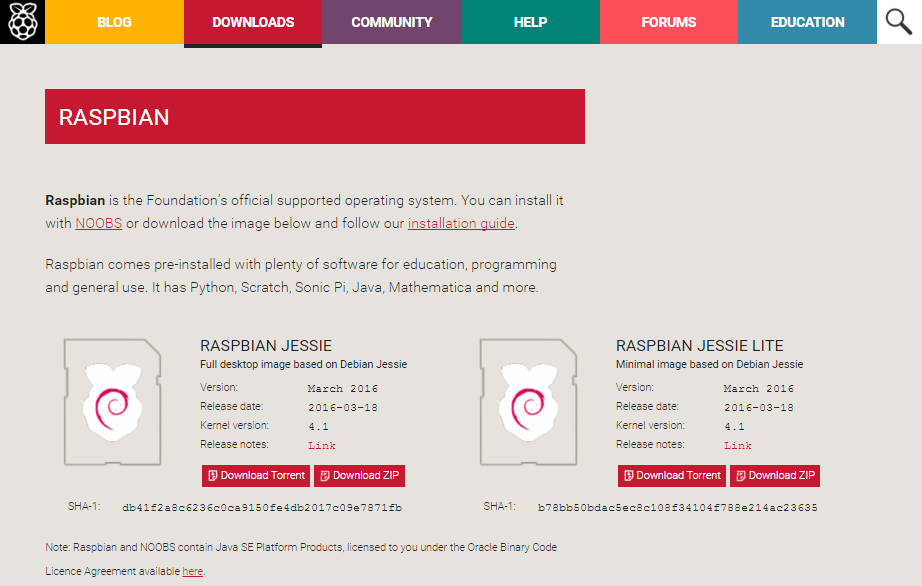 BLOG DOWNLOADS COMMUNITY HELP FORUMS EDUCATION
RASPBIAN
Raspbian is the Foundation's official supported operating system. You can install it
with NOOBS or download the image below and follow our installation guide.
Raspbian comes pre-installed with plenty of software for education, programming
and general use. It has Python, Scratch, Sonic Pi, Java, Mathematica and more.
RASPBIAN JESSIE
Full desktop image based on Debian Jessie
Version: March 2016
Release date: 2016-03-18
Kernel version: 4.1
Release notes: Link
Download Torrent Download ZIP
SHA-1: db41f2a8c6236c0ca9150fe4db2017c09e7871fb
RASPBIAN JESSIE LITE
Minimal image based on Debian Jessie
Version: March 2016
Release date: 2016-03-18
Kernel version: 4.1
Release notes: Link
Download Torrent Download ZIP
SHA-1: b78bb50bdac5ec8c108f34104f788e214ac23635
Note: Raspbian and NOOBS contain Java SE Platform Products, licensed to you under the Oracle Binary Code
Licence Agreement available here.